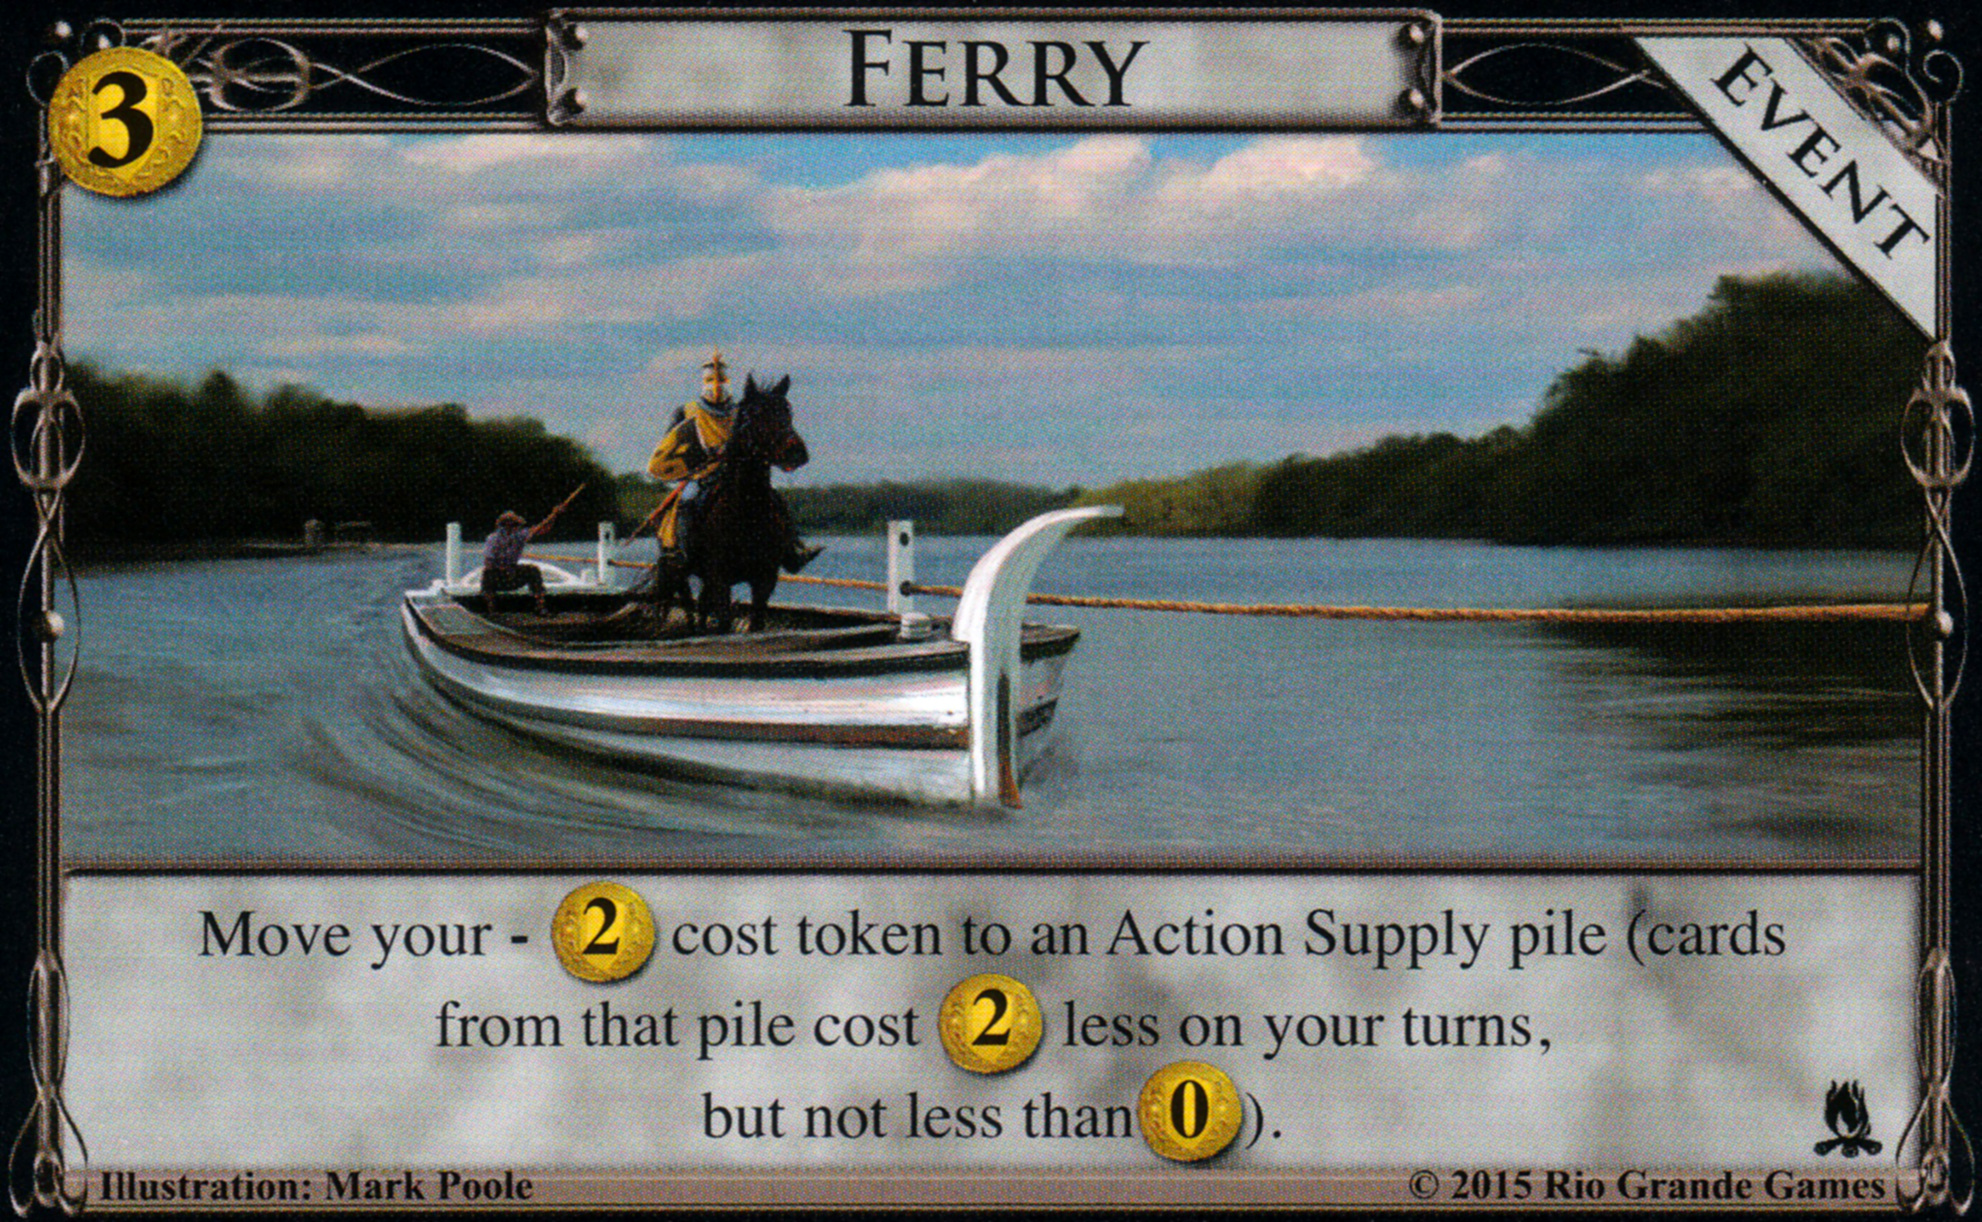 3
FERRY
EVENT
Move your - 2 cost token to an Action Supply pile (cards
from that pile cost 2 less on your turns,
but not less than 0).
Illustration: Mark Poole
© 2015 Rio Grande Games